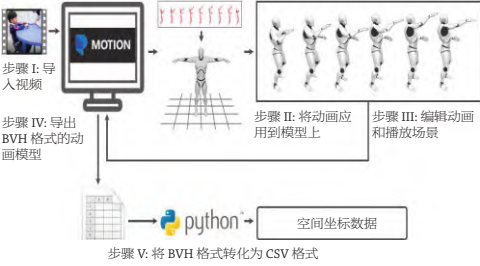 MOTION
步骤 I: 导
入视频
步骤 II: 将动画应
用到模型上
步骤 III: 编辑动画
和播放场景
步骤 IV: 导出
BVH 格式的动
画模型
python
空间坐标数据
步骤 V: 将 BVH 格式转化为 CSV 格式